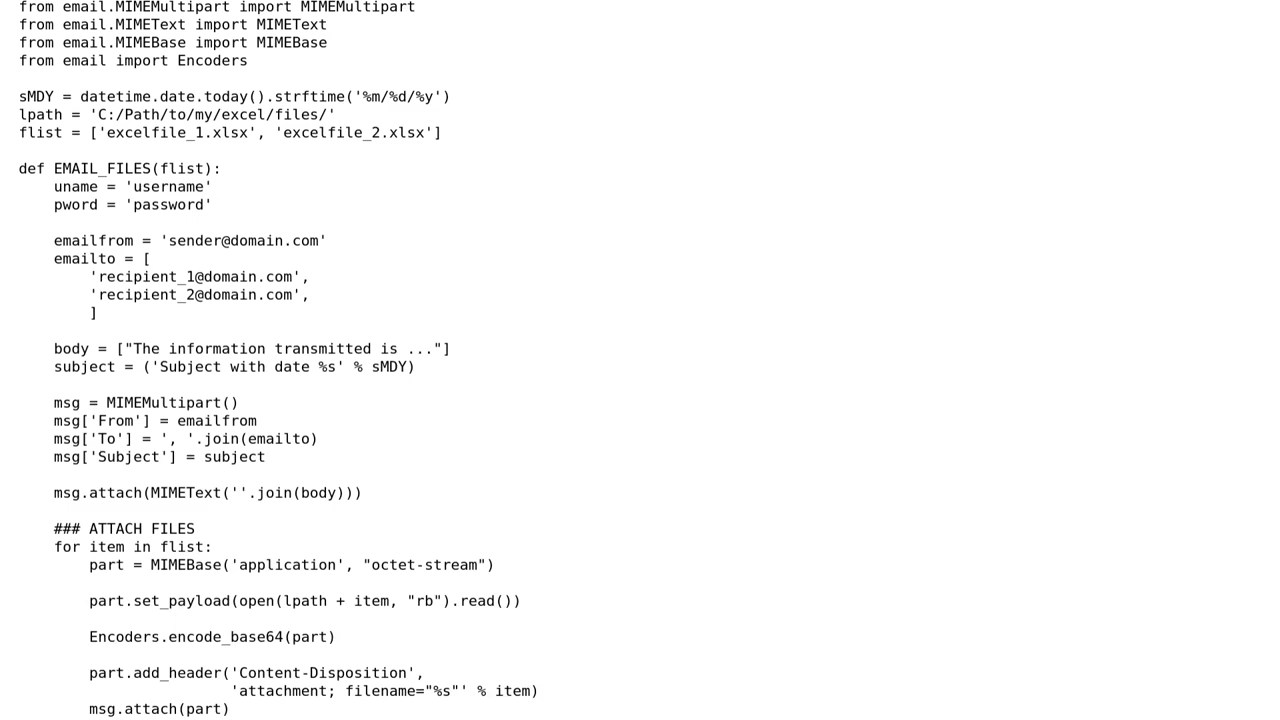 from email.MIMEMultipart import MIMEMultipart
from email.MIMEText import MIMEText
from email.MIMEBase import MIMEBase
from email import Encoders

sMDY = datetime.date.today().strftime('%m/%d/%y')
lpath = 'C:/Path/to/my/excel/files/'
flist = ['excelfile_1.xlsx', 'excelfile_2.xlsx']

def EMAIL_FILES(flist):
    uname = 'username'
    pword = 'password'

    emailfrom = 'sender@domain.com'
    emailto = [
        'recipient_1@domain.com',
        'recipient_2@domain.com',
        ]

    body = ["The information transmitted is ..."]
    subject = ('Subject with date %s' % sMDY)

    msg = MIMEMultipart()
    msg['From'] = emailfrom
    msg['To'] = ', '.join(emailto)
    msg['Subject'] = subject

    msg.attach(MIMEText(''.join(body)))

    ### ATTACH FILES
    for item in flist:
        part = MIMEBase('application', "octet-stream")

        part.set_payload(open(lpath + item, "rb").read())

        Encoders.encode_base64(part)

        part.add_header('Content-Disposition',
                        'attachment; filename="%s"' % item)
        msg.attach(part)